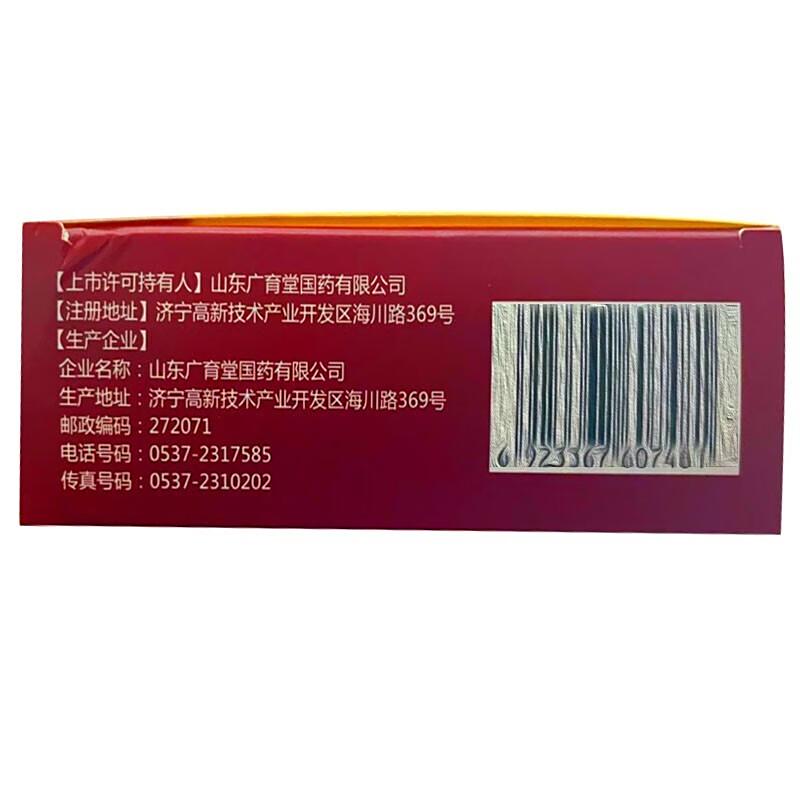 【上市许可持有人】山东广育堂国药有限公司
【注册地址】济宁高新技术产业开发区海川路369号
【生产企业】
企业名称：山东广育堂国药有限公司
生产地址：济宁高新技术产业开发区海川路369号
邮政编码：272071
电话号码：0537-2317585
传真号码：0537-2310202